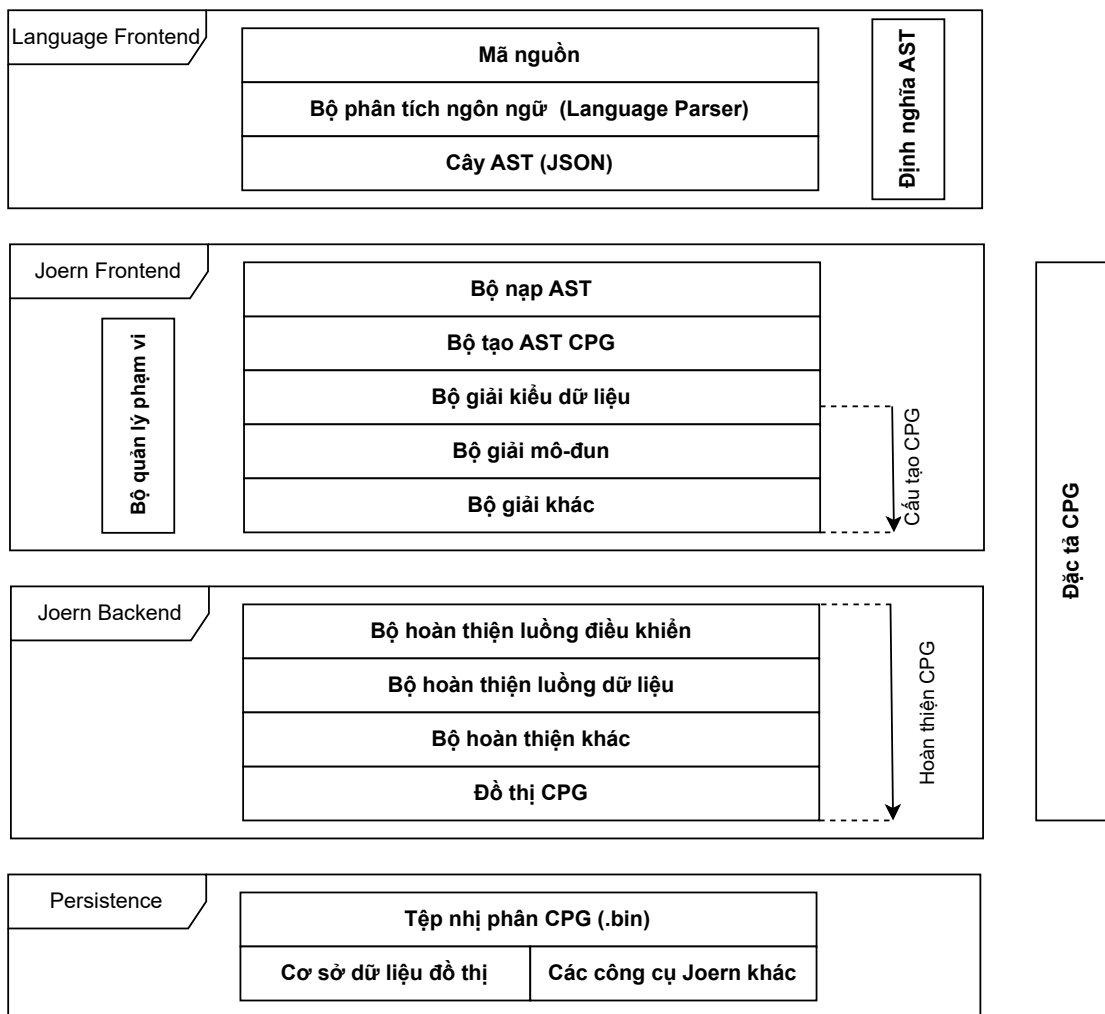 Language Frontend
Mã nguồn
Bộ phân tích ngôn ngữ  (Language Parser)
Cây AST (JSON)
Định nghĩa AST
Joern Frontend
Bộ quản lý phạm vi
Bộ nạp AST
Bộ tạo AST CPG
Bộ giải kiểu dữ liệu
Bộ giải mô-đun
Bộ giải khác
Cấu tạo CPG
Đặc tả CPG
Joern Backend
Bộ hoàn thiện luồng điều khiển
Bộ hoàn thiện luồng dữ liệu
Bộ hoàn thiện khác
Đồ thị CPG
Hoàn thiện CPG
Persistence
Tệp nhị phân CPG (.bin)
Cơ sở dữ liệu đồ thị
Các công cụ Joern khác